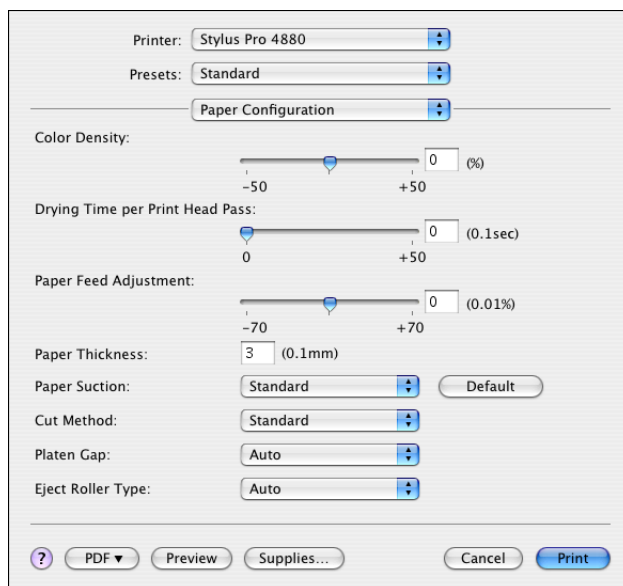 Printer: Stylus Pro 4880
Presets: Standard
Paper Configuration
Color Density:
0 (%)
−50 +50
Drying Time per Print Head Pass:
0 (0.1sec)
0 +50
Paper Feed Adjustment:
0 (0.01%)
−70 +70
Paper Thickness: 3 (0.1mm)
Paper Suction: Standard Default
Cut Method: Standard
Platen Gap: Auto
Eject Roller Type: Auto
? PDF ▼ Preview Supplies... Cancel Print